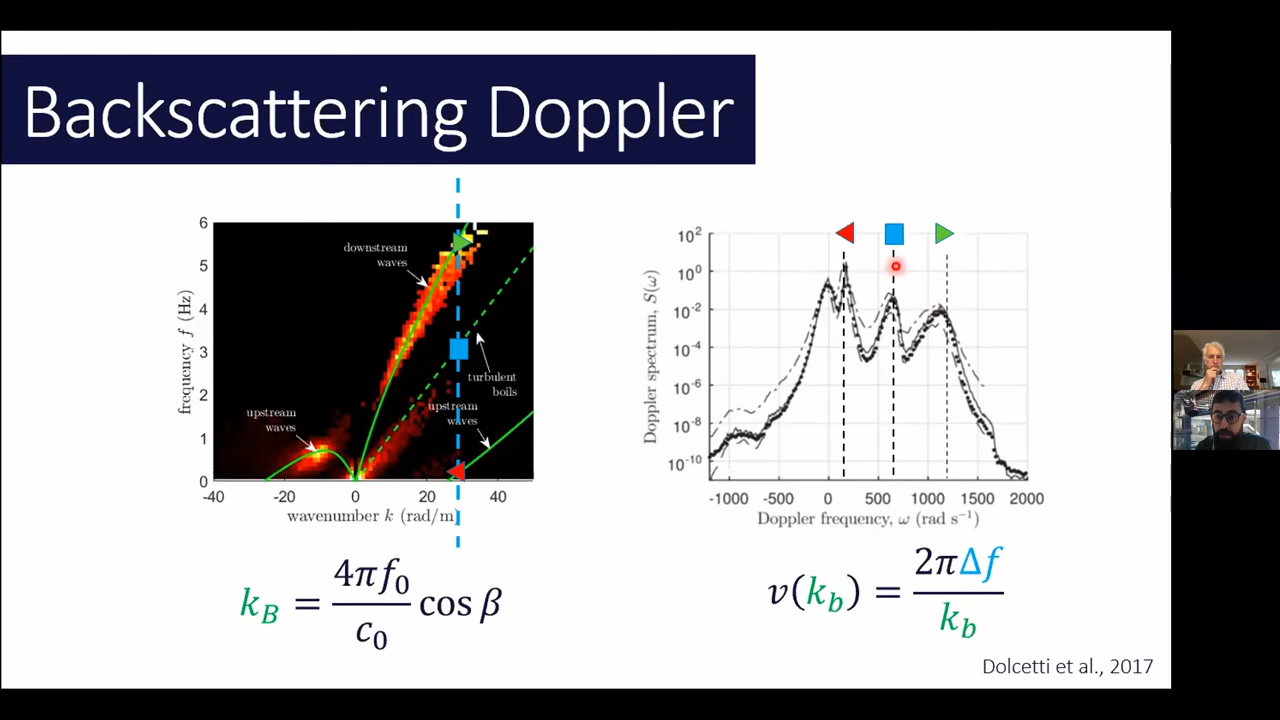 Backscattering Doppler
6
5
4
3
2
1
0
-40
-20
0
20
40
frequency f (Hz)
wavenumber k (rad/m)
downstream
waves
turbulent
boils
upstream
waves
upstream
waves
10²
10⁰
10⁻²
10⁻⁴
10⁻⁶
10⁻⁸
10⁻¹⁰
-1000
-500
0
500
1000
1500
2000
Doppler spectrum, S(ω)
Doppler frequency, ω (rad s⁻¹)
k_B = 4πf₀/c₀ cos β
v(k_b) = 2πΔf/k_b
Dolcetti et al., 2017